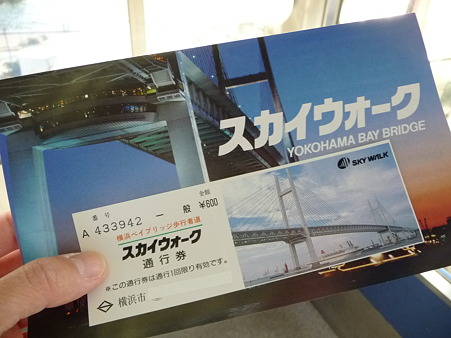 スカイウォーク
YOKOHAMA BAY BRIDGE
SKY WALK
番号 金額
A 433942 一般 ¥600
横浜ベイブリッジ歩行者道
スカイウォーク
通行券
※この通行券は通行1回限り有効です。
横浜市